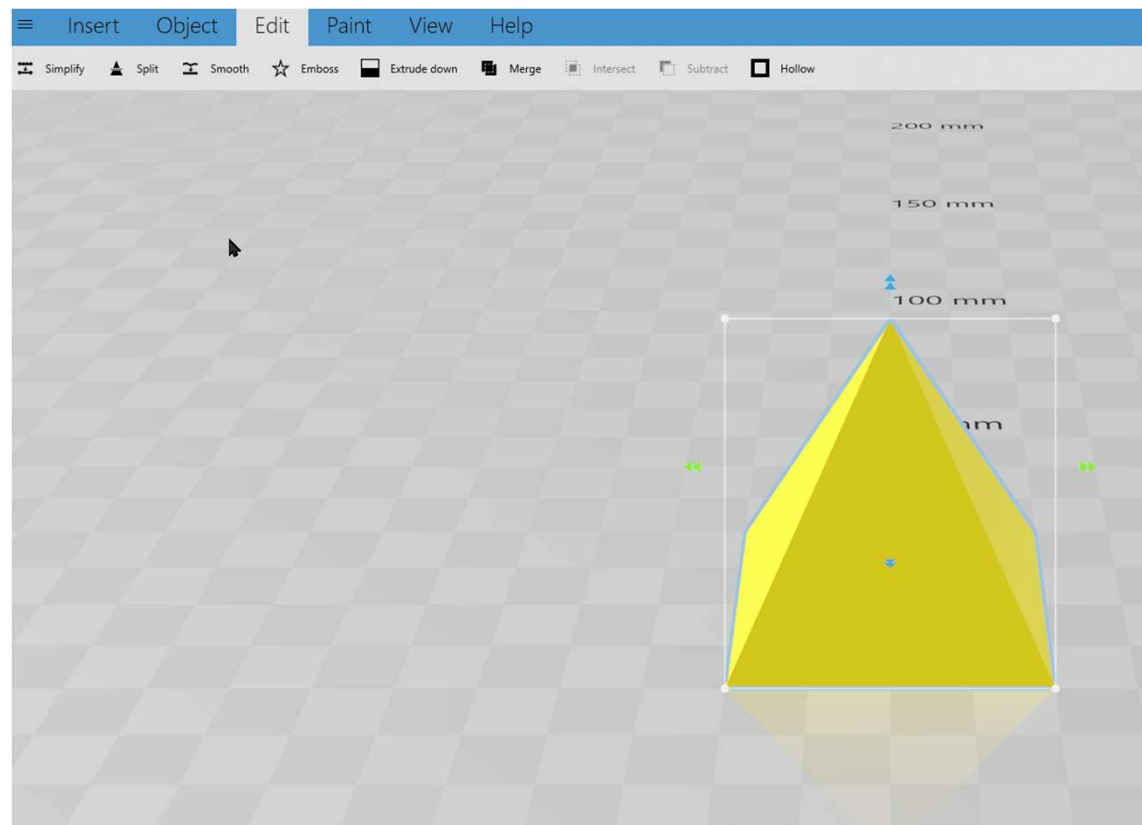 Insert Object Edit Paint View Help
Simplify Split Smooth Emboss Extrude down Merge Intersect Subtract Hollow
200 mm
150 mm
100 mm